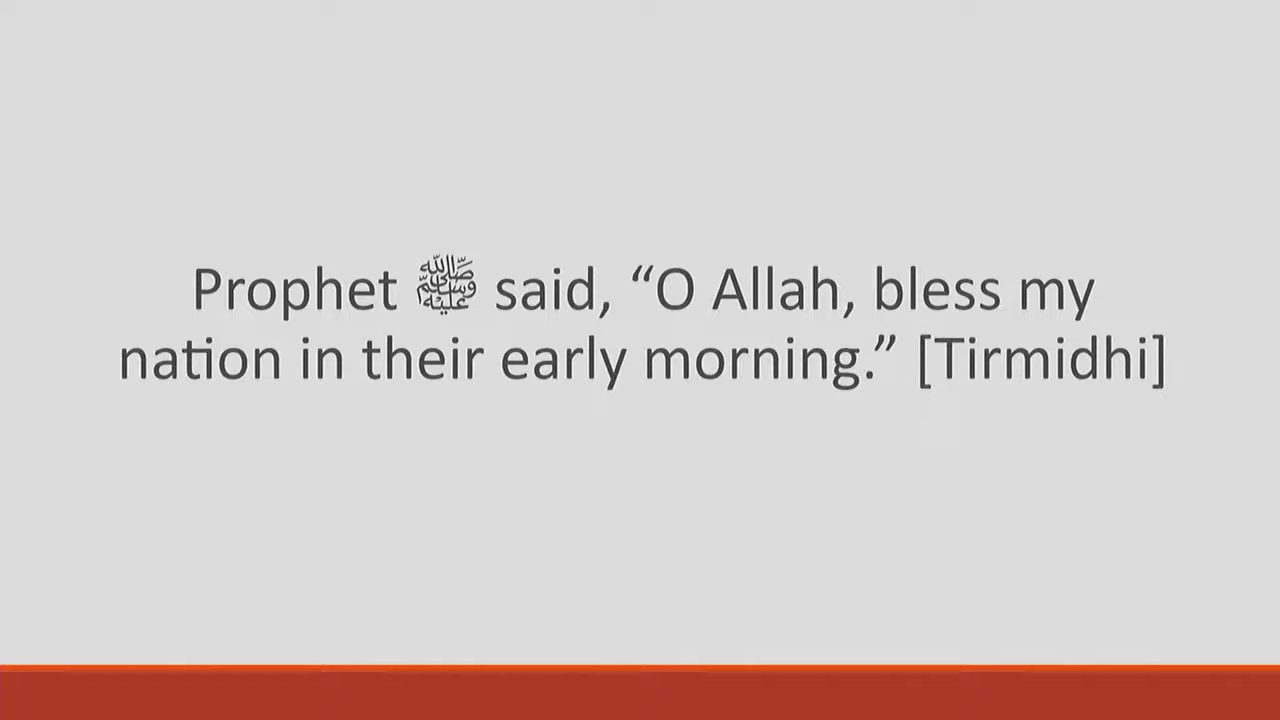 Prophet ﷺ said, “O Allah, bless my
nation in their early morning.” [Tirmidhi]